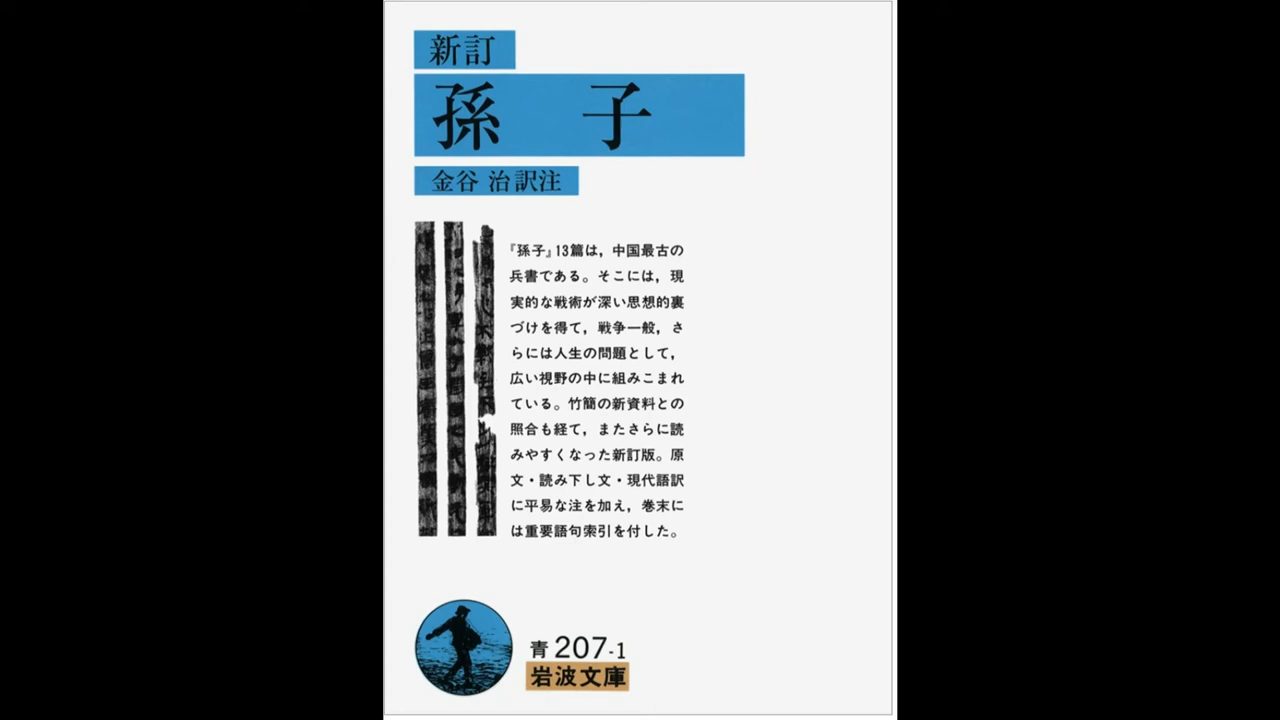 新訂
孫 子
金谷 治訳注
『孫子』13篇は，中国最古の
兵書である。そこには，現
実的な戦術が深い思想的裏
づけを得て，戦争一般，さ
らには人生の問題として，
広い視野の中に組みこまれ
ている。竹簡の新資料との
照合も経て，またさらに読
みやすくなった新訂版。原
文・読み下し文・現代語訳
に平易な注を加え，巻末に
は重要語句索引を付した。
青 207-1
岩波文庫